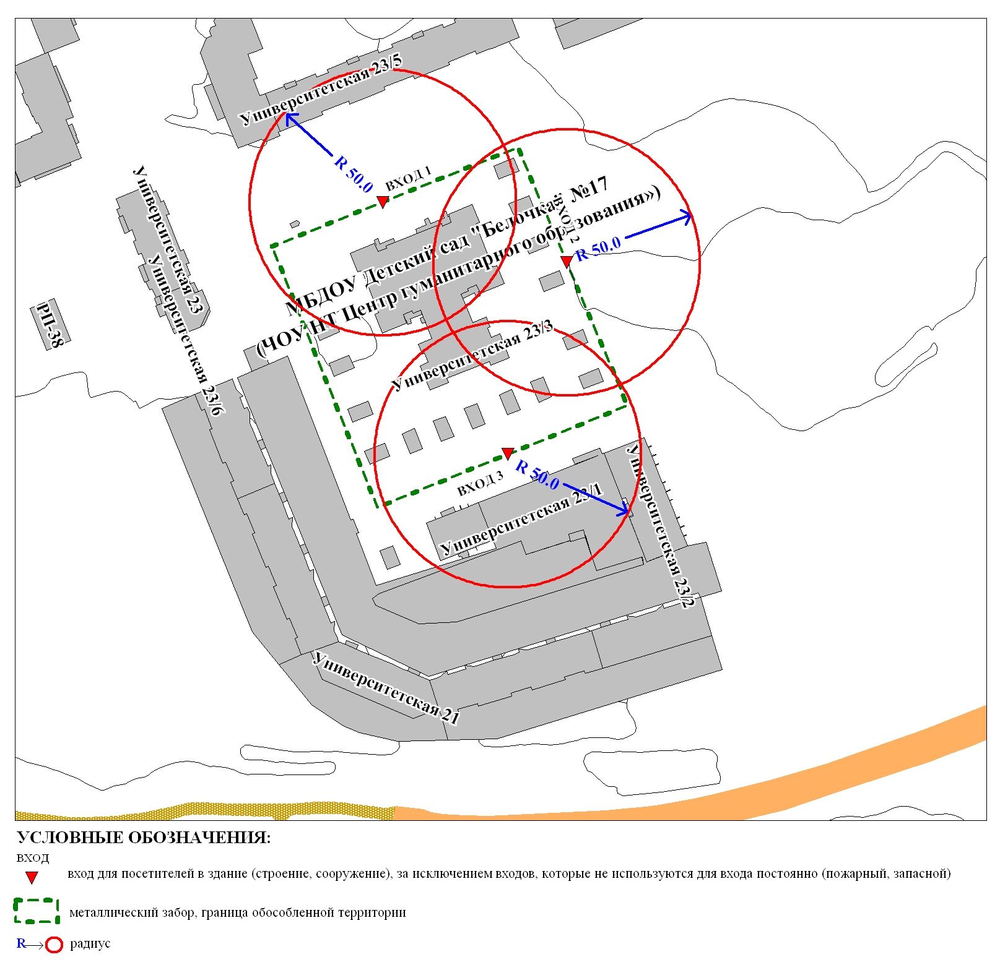 Университетская 23/5
R 50.0
ВХОД 1
Университетская 23
МБДОУ Детский сад "Белочка" №17
(ЧОУ НТ Центр гуманитарного образования»)
ВХОД 2
R 50.0
Университетская 23/6
РП-38
Университетская 23/3
ВХОД 3
R 50.0
Университетская 23/1
Университетская 23/2
Университетская 21
УСЛОВНЫЕ ОБОЗНАЧЕНИЯ:
ВХОД
вход для посетителей в здание (строение, сооружение), за исключением входов, которые не используются для входа постоянно (пожарный, запасной)
металлический забор, граница обособленной территории
R радиус